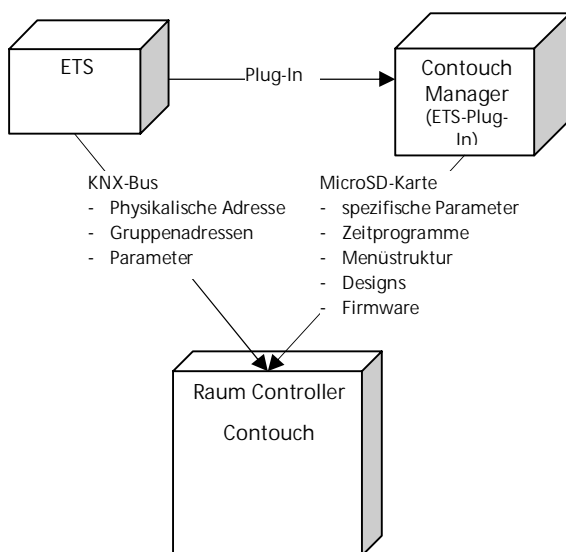 ETS
Plug-In
Contouch
Manager
(ETS-Plug-
In)
KNX-Bus
- Physikalische Adresse
- Gruppenadressen
- Parameter
MicroSD-Karte
- spezifische Parameter
- Zeitprogramme
- Menüstruktur
- Designs
- Firmware
Raum Controller
Contouch